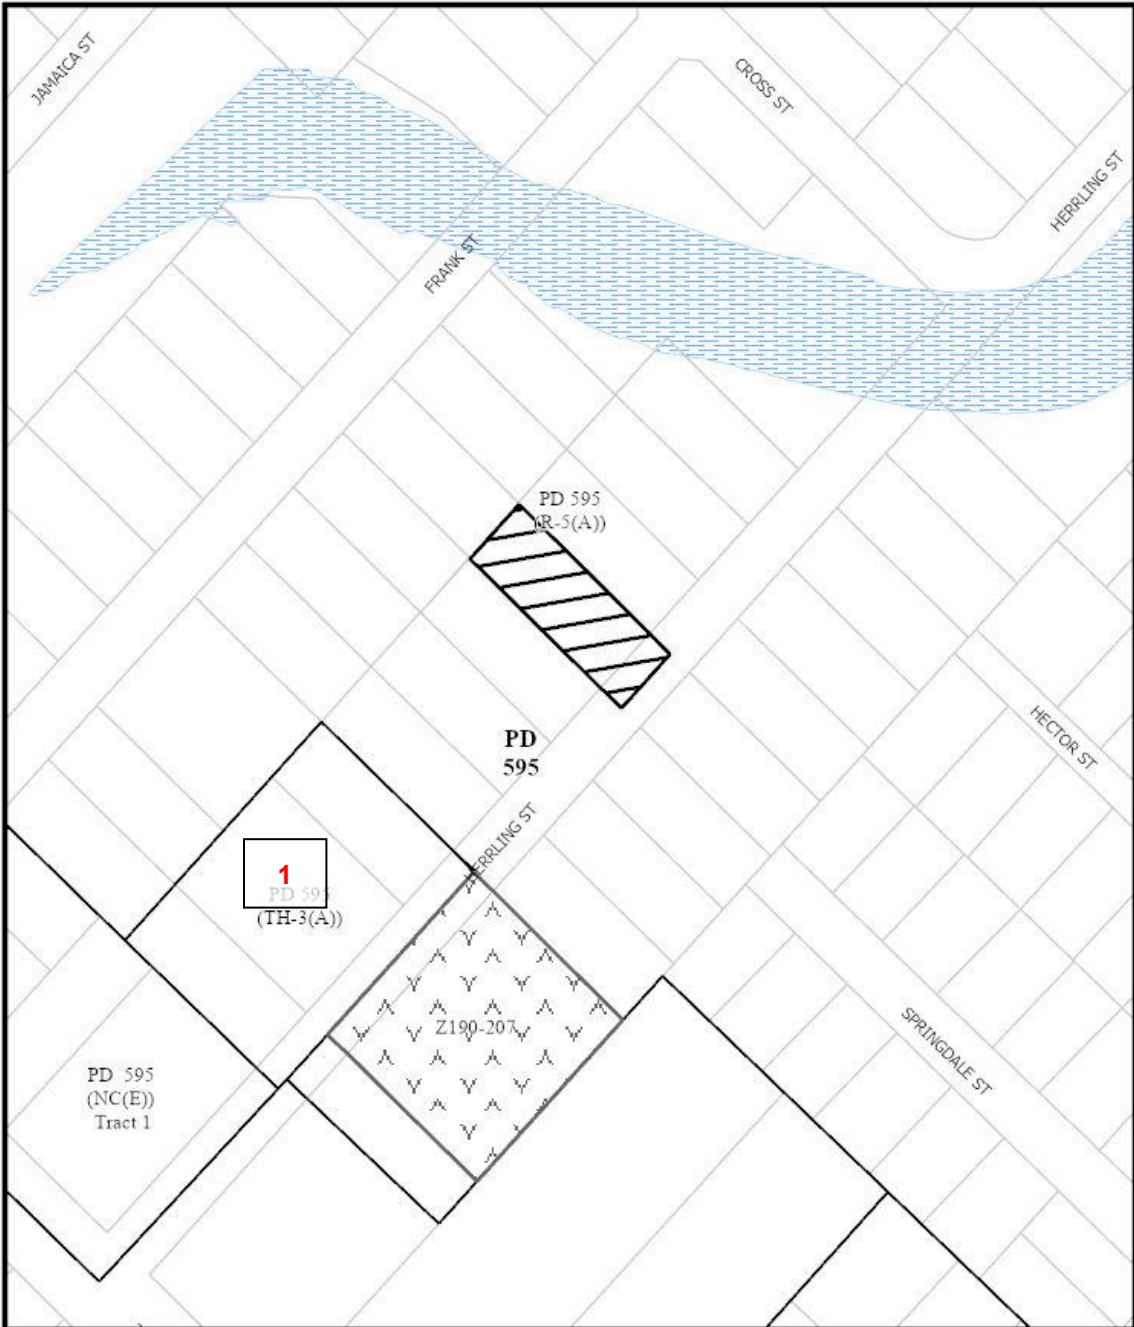 JAMAICA ST
CROSS ST
HERRLING ST
FRANK ST
PD 595
(R-5(A))
HECTOR ST
PD
595
HERRLING ST
1
PD 595
(TH-3(A))
Z190-207
SPRINGDALE ST
PD 595
(NC(E))
Tract 1